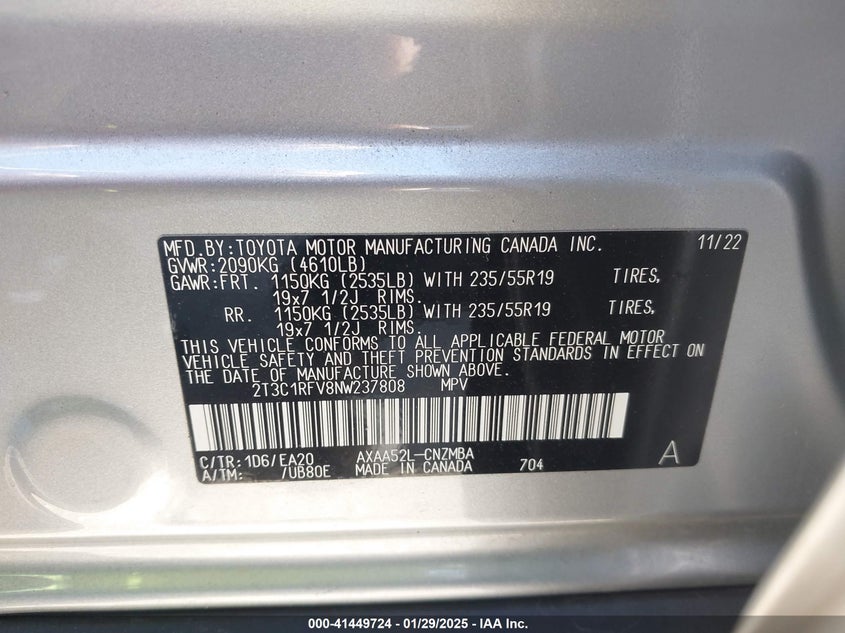 MFD.BY:TOYOTA MOTOR MANUFACTURING CANADA INC. 11/22
GVWR:2090KG (4610LB)
GAWR:FRT. 1150KG (2535LB) WITH 235/55R19 TIRES,
19x7 1/2J RIMS.
RR. 1150KG (2535LB) WITH 235/55R19 TIRES,
19x7 1/2J RIMS.
THIS VEHICLE CONFORMS TO ALL APPLICABLE FEDERAL MOTOR
VEHICLE SAFETY AND THEFT PREVENTION STANDARDS IN EFFECT ON
THE DATE OF MANUFACTURE SHOWN ABOVE.
2T3C1RFV8NW237808 MPV
C/TR:1D6/EA20 AXAA52L-CNZMBA
A/TM: /UB80E MADE IN CANADA 704 A
000-41449724 - 01/29/2025 - IAA Inc.